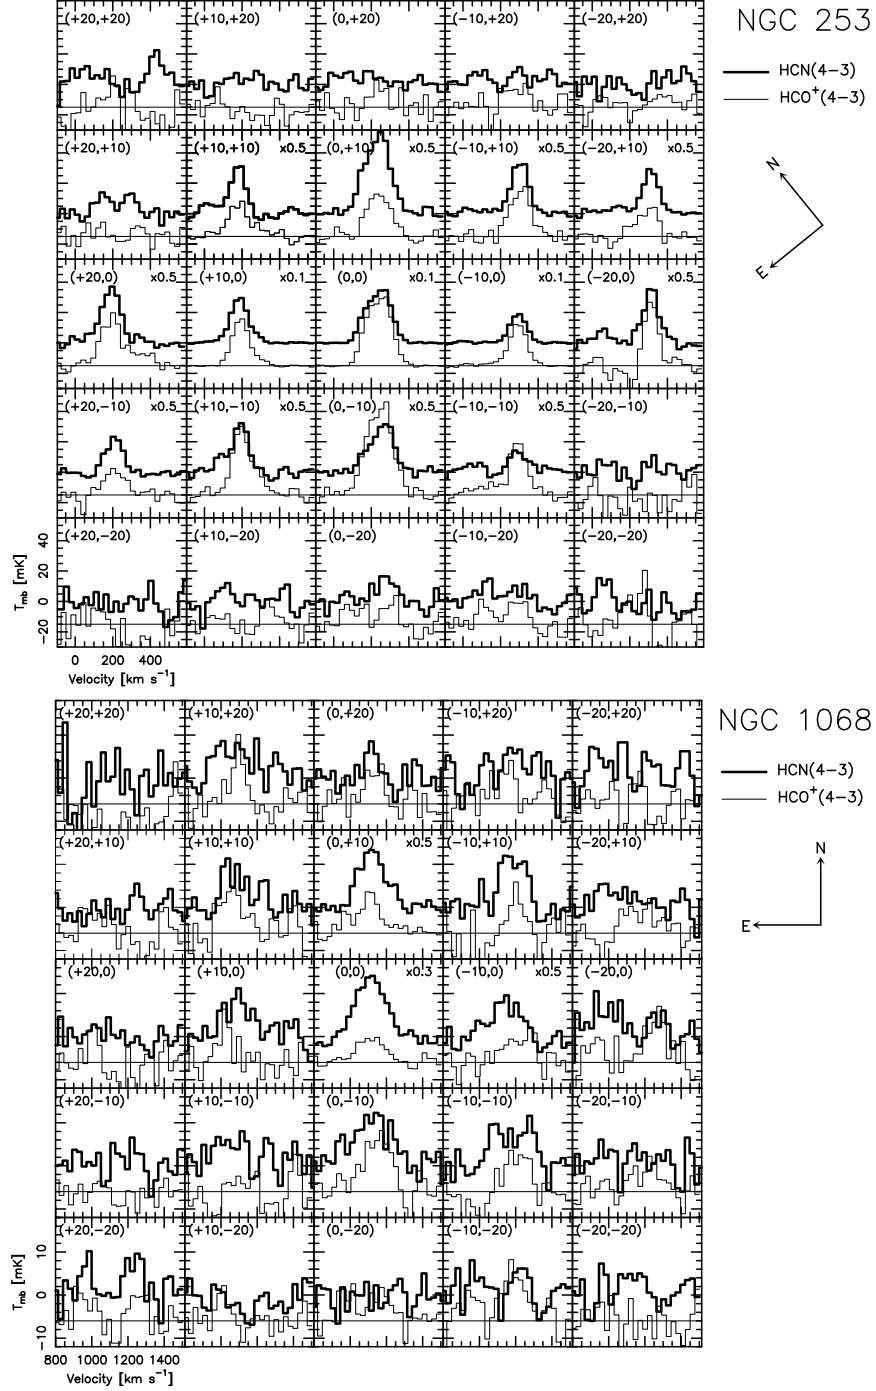 NGC 253
HCN(4−3)
HCO+(4−3)
N
E
(+20,+20) (+10,+20) (0,+20) (−10,+20) (−20,+20)
(+20,+10) (+10,+10) x0.5 (0,+10) x0.5 (−10,+10) x0.5 (−20,+10) x0.5
(+20,0) x0.5 (+10,0) x0.1 (0,0) x0.1 (−10,0) x0.1 (−20,0) x0.5
(+20,−10) x0.5 (+10,−10) x0.5 (0,−10) x0.5 (−10,−10) x0.5 (−20,−10)
(+20,−20) (+10,−20) (0,−20) (−10,−20) (−20,−20)
Tmb [mK]
40
20
0
−20
0 200 400
Velocity [km s−1]
NGC 1068
HCN(4−3)
HCO+(4−3)
N
E
(+20,+20) (+10,+20) (0,+20) (−10,+20) (−20,+20)
(+20,+10) (+10,+10) (0,+10) x0.5 (−10,+10) (−20,+10)
(+20,0) (+10,0) (0,0) x0.3 (−10,0) x0.5 (−20,0)
(+20,−10) (+10,−10) (0,−10) (−10,−10) (−20,−10)
(+20,−20) (+10,−20) (0,−20) (−10,−20) (−20,−20)
Tmb [mK]
10
0
−10
800 1000 1200 1400
Velocity [km s−1]